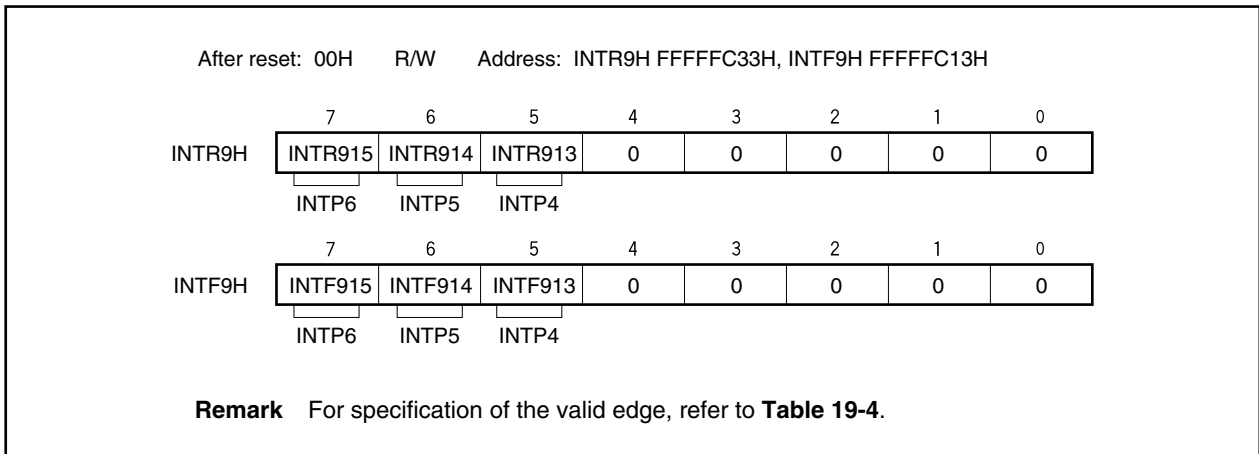 After reset: 00H R/W Address: INTR9H FFFFFC33H, INTF9H FFFFFC13H
7 6 5 4 3 2 1 0
INTR9H INTR915 INTR914 INTR913 0 0 0 0 0
INTP6 INTP5 INTP4
7 6 5 4 3 2 1 0
INTF9H INTF915 INTF914 INTF913 0 0 0 0 0
INTP6 INTP5 INTP4
Remark For specification of the valid edge, refer to Table 19-4.